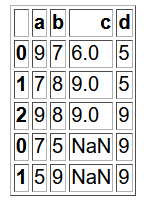 a b c d
0 9 7 6.0 5
1 7 8 9.0 5
2 9 8 9.0 9
0 7 5 NaN 9
1 5 9 NaN 9